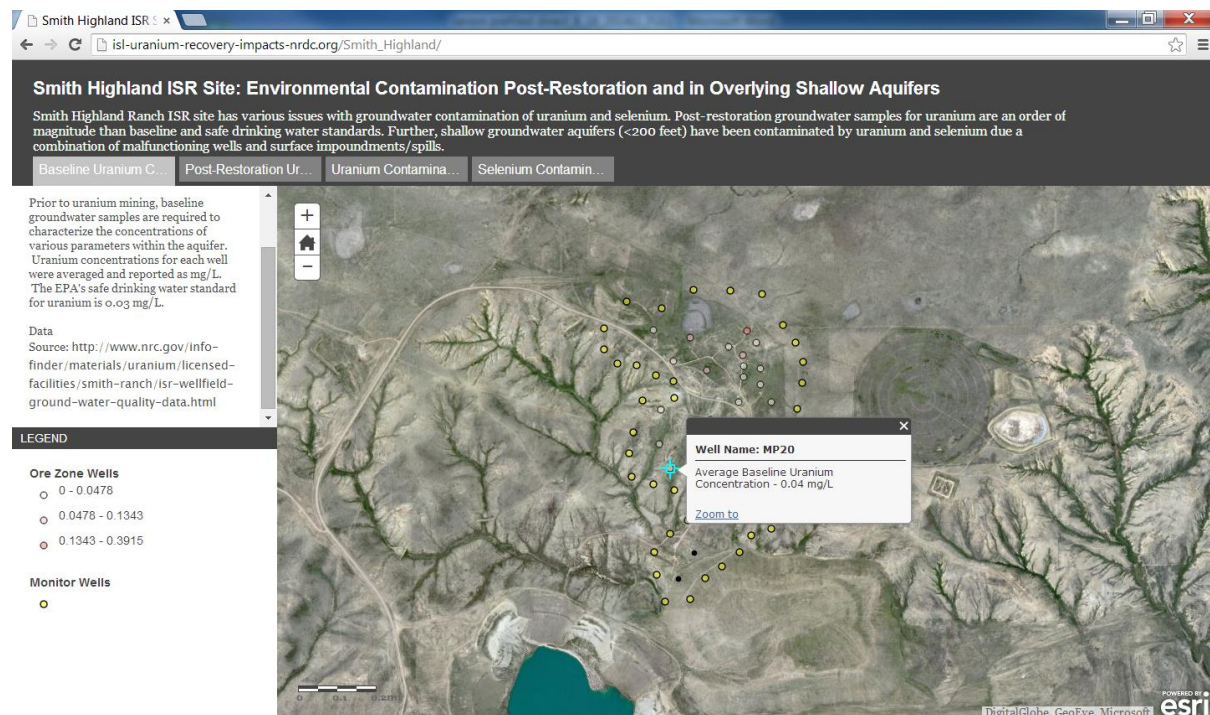 Smith Highland ISR S
isl-uranium-recovery-impacts-nrdc.org/Smith_Highland/
Smith Highland ISR Site: Environmental Contamination Post-Restoration and in Overlying Shallow Aquifers
Smith Highland Ranch ISR site has various issues with groundwater contamination of uranium and selenium. Post-restoration groundwater samples for uranium are an order of
magnitude than baseline and safe drinking water standards. Further, shallow groundwater aquifers (<200 feet) have been contaminated by uranium and selenium due a
combination of malfunctioning wells and surface impoundments/spills.
Baseline Uranium C... Post-Restoration Ur... Uranium Contamina... Selenium Contamin...
Prior to uranium mining, baseline
groundwater samples are required to
characterize the concentrations of
various parameters within the aquifer.
Uranium concentrations for each well
were averaged and reported as mg/L.
The EPA's safe drinking water standard
for uranium is 0.03 mg/L.
Data
Source: http://www.nrc.gov/info-
finder/materials/uranium/licensed-
facilities/smith-ranch/isr-wellfield-
ground-water-quality-data.html
LEGEND
Ore Zone Wells
0 - 0.0478
0.0478 - 0.1343
0.1343 - 0.3915
Monitor Wells
Well Name: MP20
Average Baseline Uranium
Concentration - 0.04 mg/L
Zoom to
0 0.1 0.2mi
DigitalGlobe, GeoEye, Microsoft
POWERED BY
esri